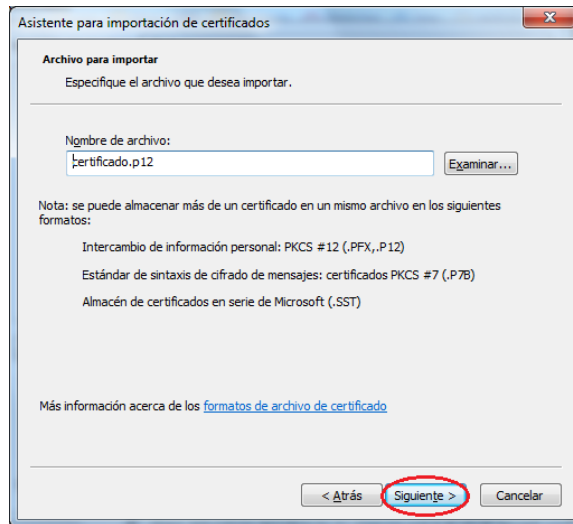 Asistente para importación de certificados
Archivo para importar
Especifique el archivo que desea importar.
Nombre de archivo:
certificado.p12
Examinar...
Nota: se puede almacenar más de un certificado en un mismo archivo en los siguientes
formatos:
Intercambio de información personal: PKCS #12 (.PFX,.P12)
Estándar de sintaxis de cifrado de mensajes: certificados PKCS #7 (.P7B)
Almacén de certificados en serie de Microsoft (.SST)
Más información acerca de los formatos de archivo de certificado
< Atrás Siguiente > Cancelar